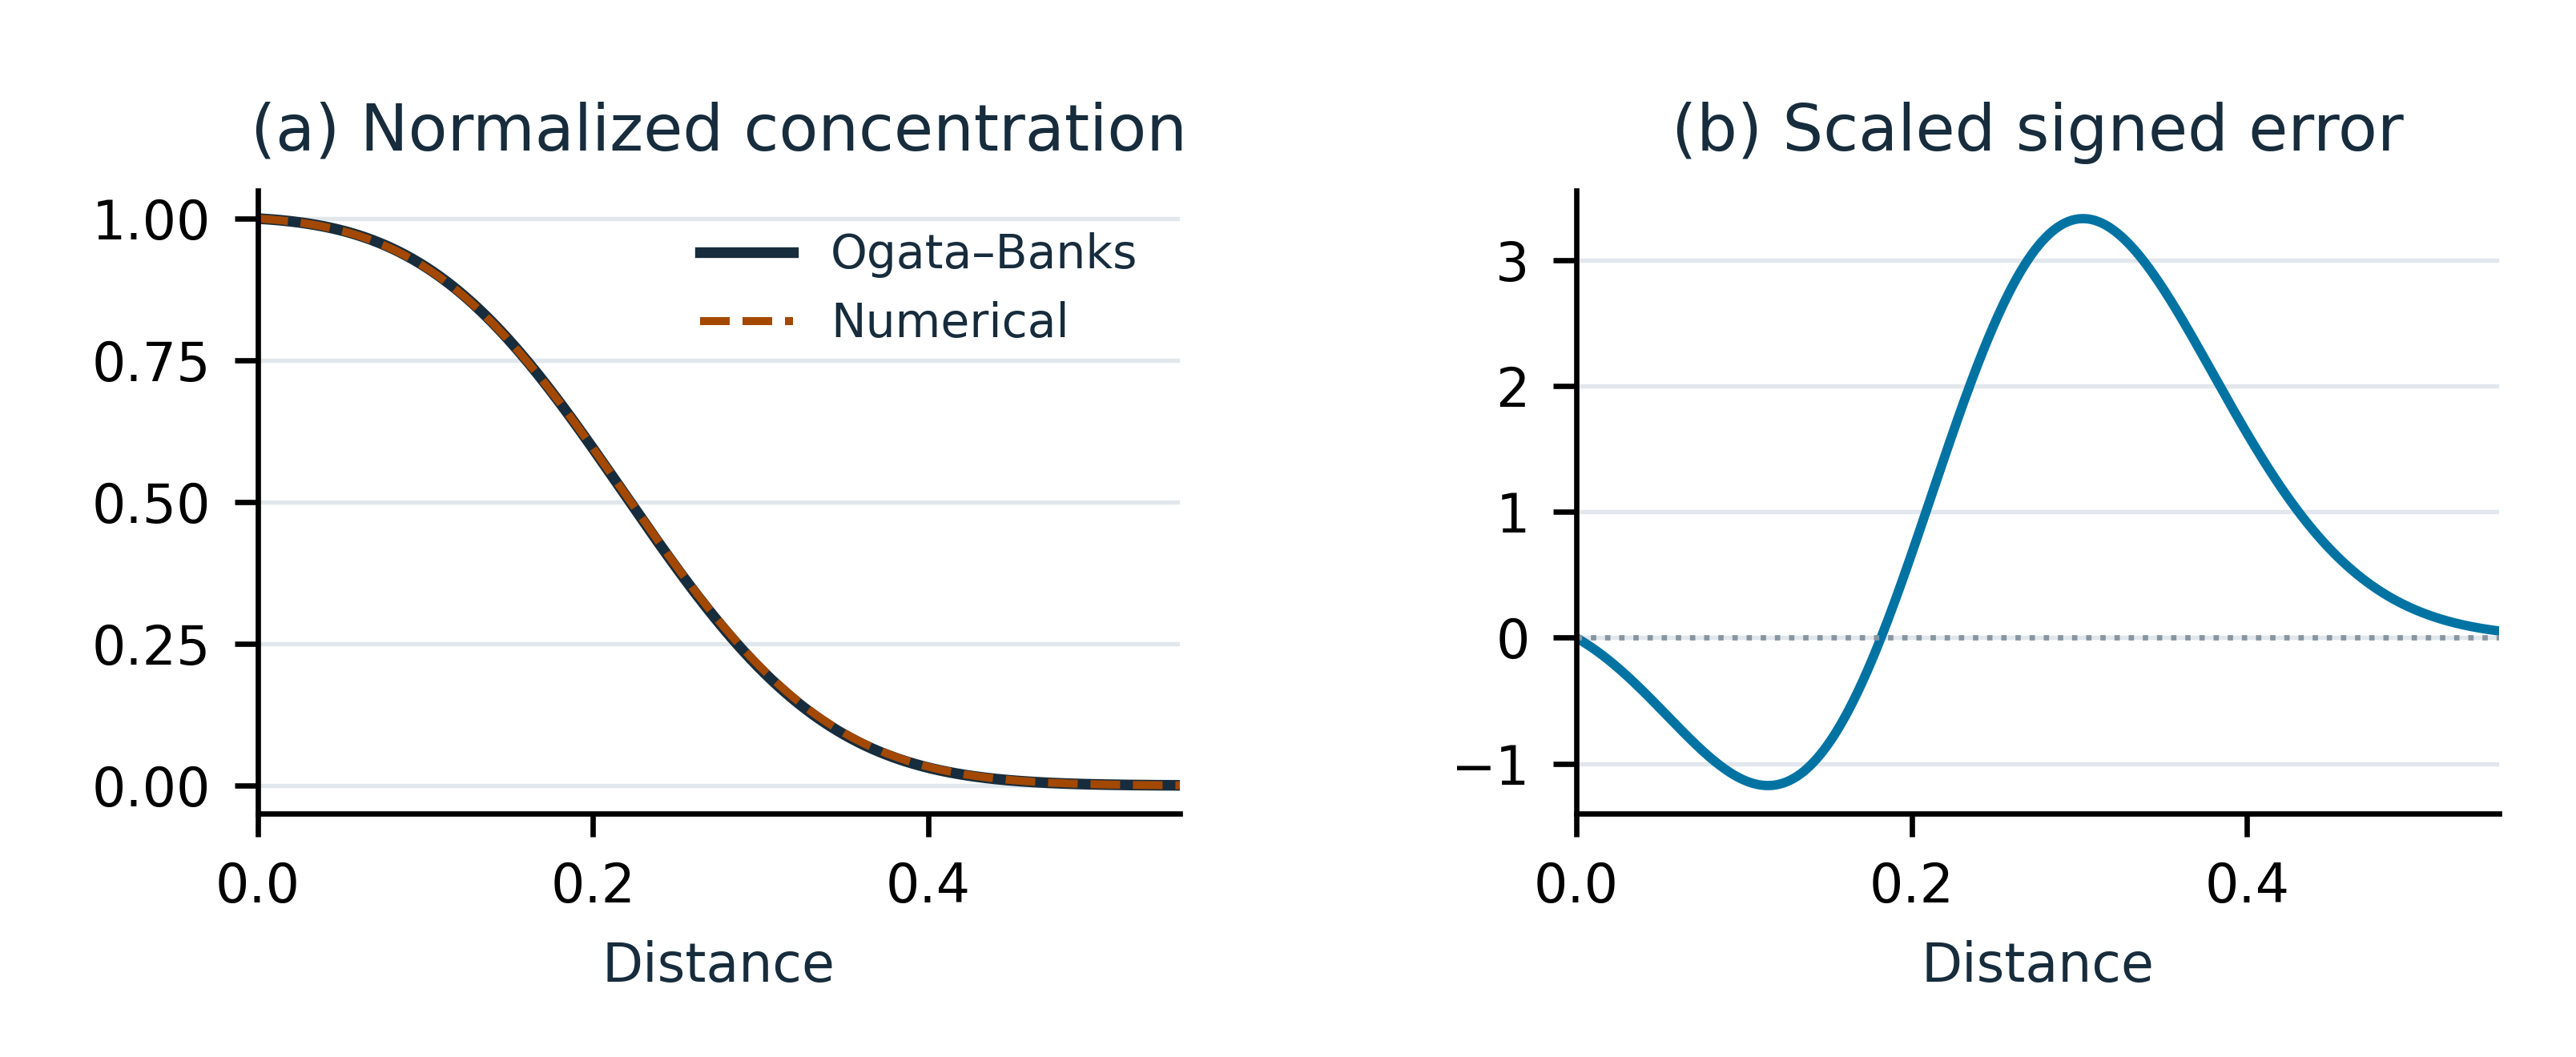 (a) Normalized concentration
1.00
0.75
0.50
0.25
0.00
Ogata–Banks
Numerical
0.0 0.2 0.4
Distance
(b) Scaled signed error
3
2
1
0
−1
0.0 0.2 0.4
Distance